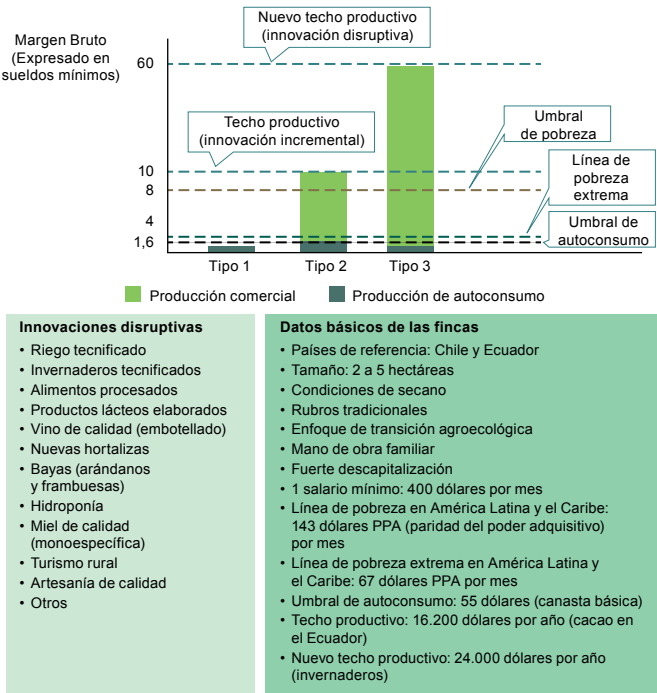 Nuevo techo productivo
(innovación disruptiva)
Margen Bruto
(Expresado en
sueldos mínimos)
60
Techo productivo
(innovación incremental)
Umbral
de pobreza
Línea de
pobreza
extrema
Umbral de
autoconsumo
10
8
4
1,6
Tipo 1
Tipo 2
Tipo 3
Producción comercial
Producción de autoconsumo
Innovaciones disruptivas
• Riego tecnificado
• Invernaderos tecnificados
• Alimentos procesados
• Productos lácteos elaborados
• Vino de calidad (embotellado)
• Nuevas hortalizas
• Bayas (arándanos
y frambuesas)
• Hidroponía
• Miel de calidad
(monoespecífica)
• Turismo rural
• Artesanía de calidad
• Otros
Datos básicos de las fincas
• Países de referencia: Chile y Ecuador
• Tamaño: 2 a 5 hectáreas
• Condiciones de secano
• Rubros tradicionales
• Enfoque de transición agroecológica
• Mano de obra familiar
• Fuerte descapitalización
• 1 salario mínimo: 400 dólares por mes
• Línea de pobreza en América Latina y el Caribe:
143 dólares PPA (paridad del poder adquisitivo)
por mes
• Línea de pobreza extrema en América Latina y
el Caribe: 67 dólares PPA por mes
• Umbral de autoconsumo: 55 dólares (canasta básica)
• Techo productivo: 16.200 dólares por año (cacao en
el Ecuador)
• Nuevo techo productivo: 24.000 dólares por año
(invernaderos)